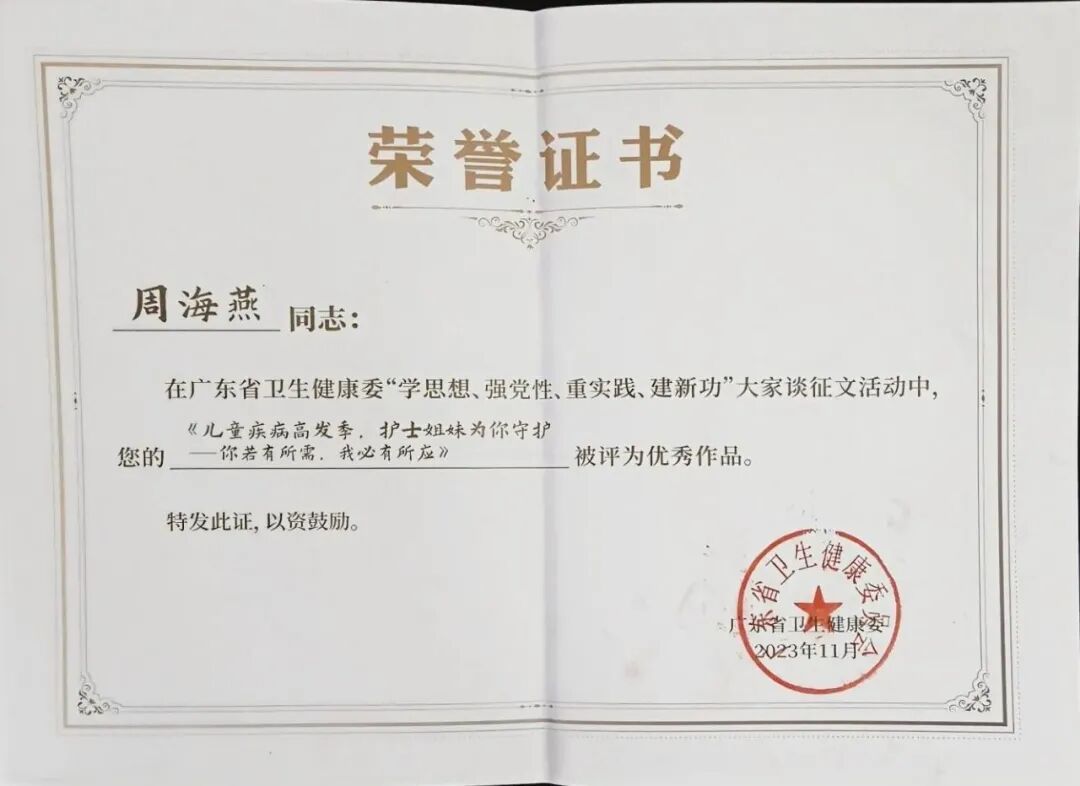 荣誉证书
周海燕 同志：
在广东省卫生健康委“学思想、强党性、重实践、建新功”大家谈征文活动中，
《儿童疾病高发季，护士姐妹为你守护
您的 ——你若有所需，我必有所应》 被评为优秀作品。
特发此证，以资鼓励。
广东省卫生健康委员会
广东省卫生健康委
2023年11月